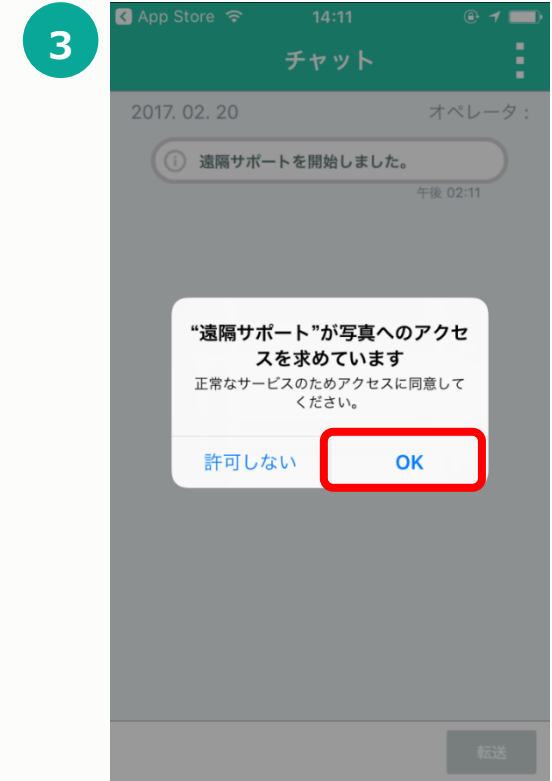 3
App Store 14:11
チャット
2017. 02. 20 オペレータ :
遠隔サポートを開始しました。
午後 02:11
“遠隔サポート”が写真へのアクセ
スを求めています
正常なサービスのためアクセスに同意して
ください。
許可しない OK
転送